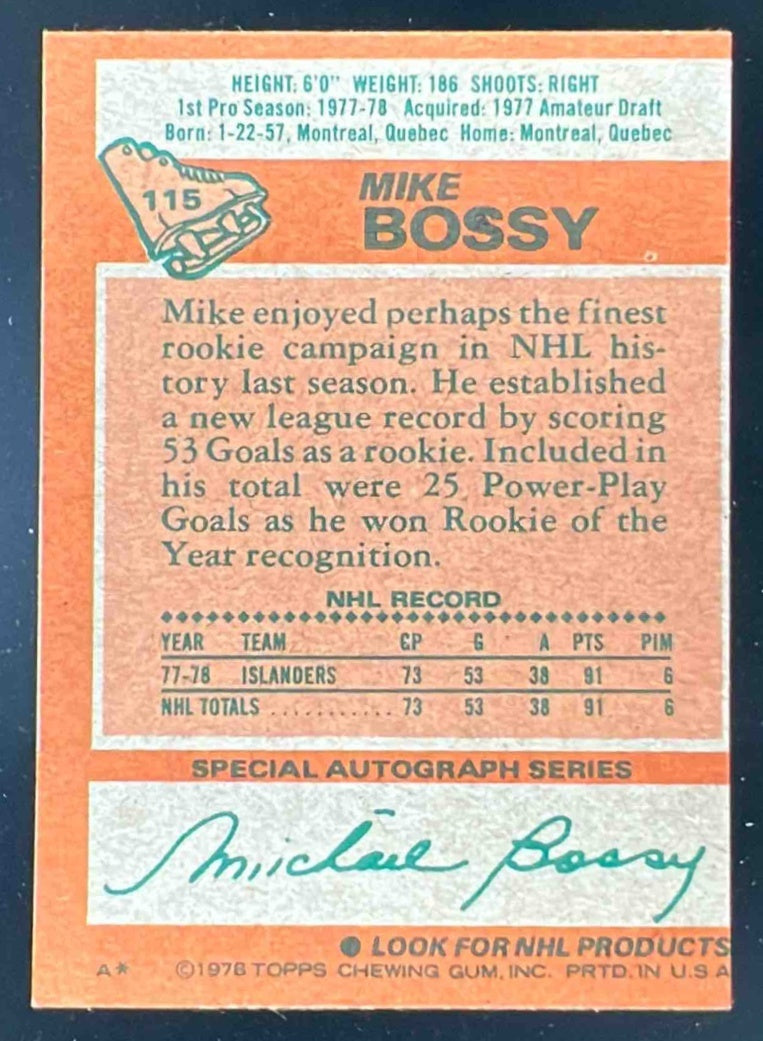 HEIGHT: 6'0" WEIGHT: 186 SHOOTS: RIGHT
1st Pro Season: 1977-78 Acquired: 1977 Amateur Draft
Born: 1-22-57, Montreal, Quebec Home: Montreal, Quebec
115
MIKE
BOSSY
Mike enjoyed perhaps the finest
rookie campaign in NHL his-
tory last season. He established
a new league record by scoring
53 Goals as a rookie. Included in
his total were 25 Power-Play
Goals as he won Rookie of the
Year recognition.
NHL RECORD
YEAR TEAM GP G A PTS PIM
77-78 ISLANDERS 73 53 38 91 6
NHL TOTALS ............ 73 53 38 91 6
SPECIAL AUTOGRAPH SERIES
Michael Bossy
● LOOK FOR NHL PRODUCTS
A* ©1978 TOPPS CHEWING GUM, INC. PRTD. IN U.S A